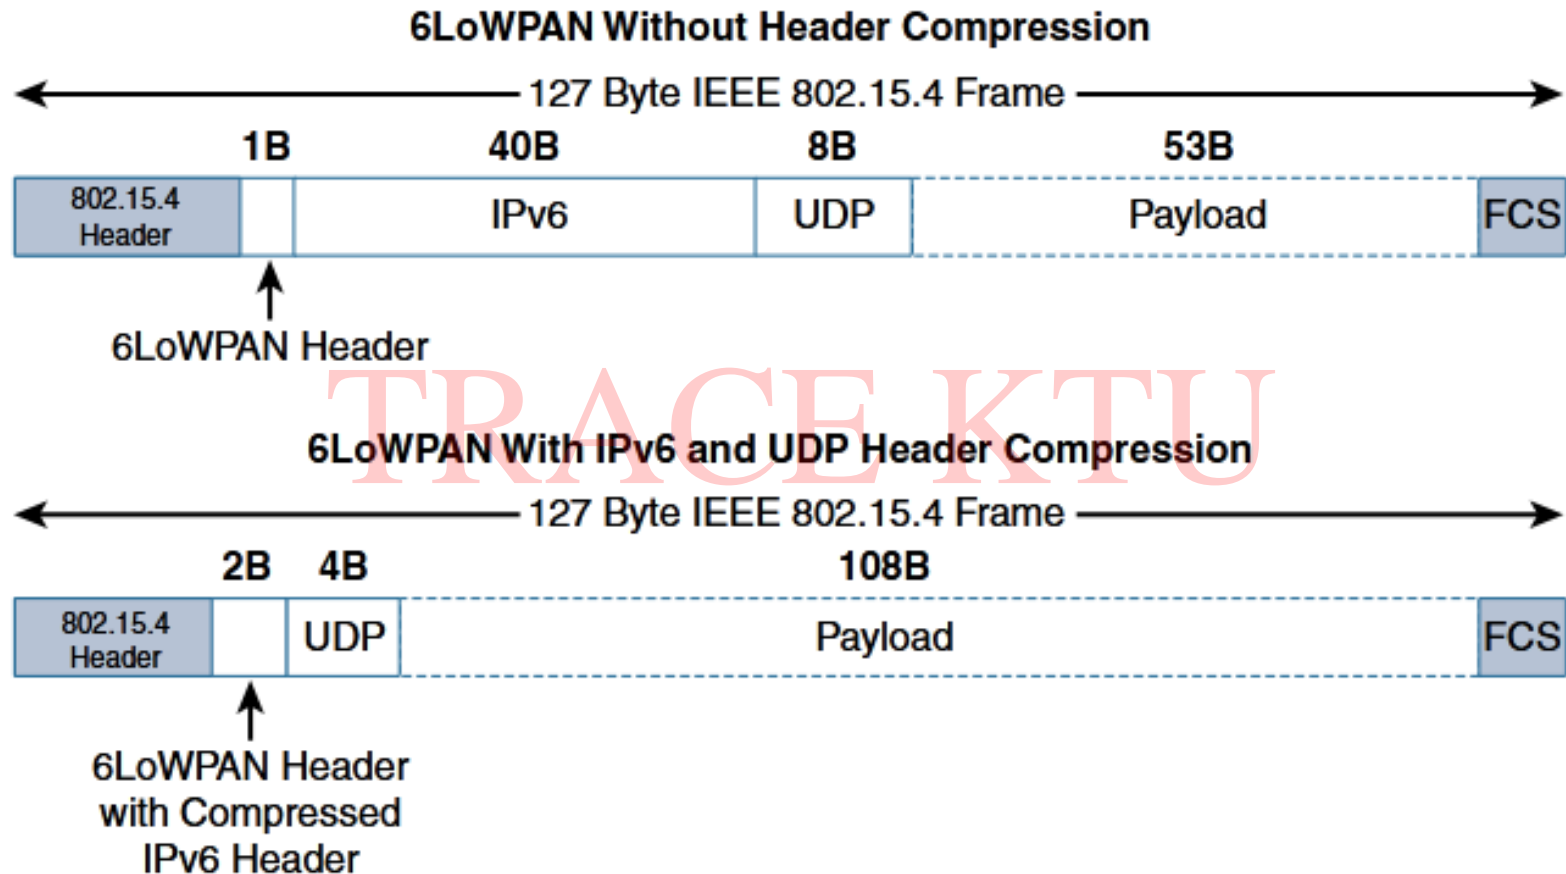 6LoWPAN Without Header Compression
127 Byte IEEE 802.15.4 Frame
1B 40B 8B 53B
802.15.4
Header
IPv6 UDP Payload FCS
6LoWPAN Header
TRACE KTU
6LoWPAN With IPv6 and UDP Header Compression
127 Byte IEEE 802.15.4 Frame
2B 4B 108B
802.15.4
Header
UDP Payload FCS
6LoWPAN Header
with Compressed
IPv6 Header